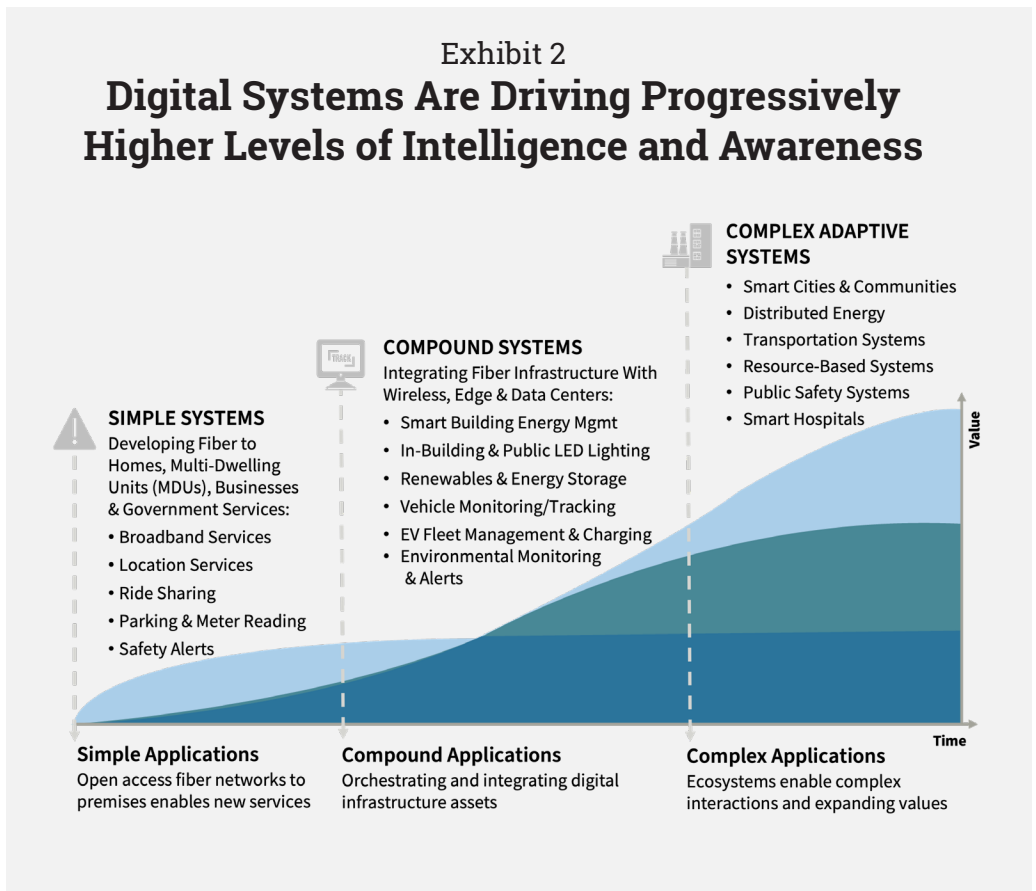 Exhibit 2
Digital Systems Are Driving Progressively
Higher Levels of Intelligence and Awareness
SIMPLE SYSTEMS
Developing Fiber to
Homes, Multi-Dwelling
Units (MDUs), Businesses
& Government Services:
• Broadband Services
• Location Services
• Ride Sharing
• Parking & Meter Reading
• Safety Alerts
TRACK
COMPOUND SYSTEMS
Integrating Fiber Infrastructure With
Wireless, Edge & Data Centers:
• Smart Building Energy Mgmt
• In-Building & Public LED Lighting
• Renewables & Energy Storage
• Vehicle Monitoring/Tracking
• EV Fleet Management & Charging
• Environmental Monitoring
& Alerts
COMPLEX ADAPTIVE
SYSTEMS
• Smart Cities & Communities
• Distributed Energy
• Transportation Systems
• Resource-Based Systems
• Public Safety Systems
• Smart Hospitals
Value
Time
Simple Applications
Open access fiber networks to
premises enables new services
Compound Applications
Orchestrating and integrating digital
infrastructure assets
Complex Applications
Ecosystems enable complex
interactions and expanding values